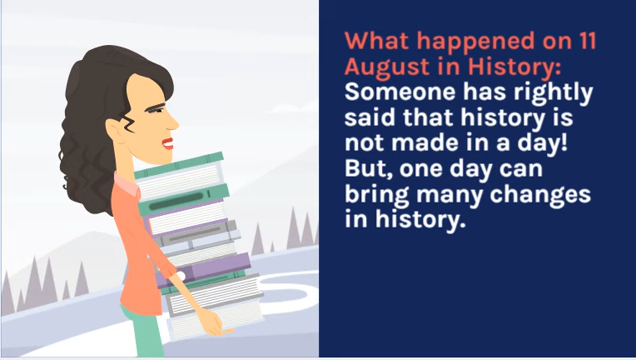 What happened on 11
August in History:
Someone has rightly
said that history is
not made in a day!
But, one day can
bring many changes
in history.